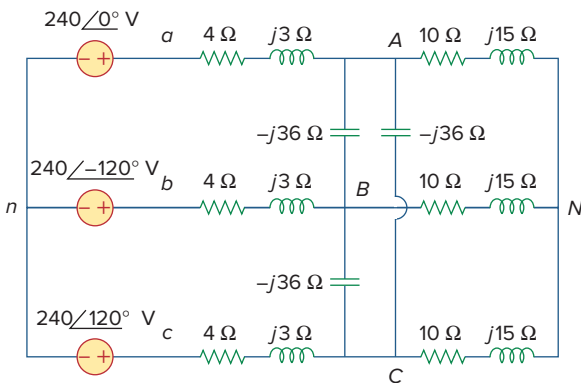 240/0° V a 4 Ω j3 Ω A 10 Ω j15 Ω
− +
−j36 Ω −j36 Ω
240/−120° V b 4 Ω j3 Ω B 10 Ω j15 Ω
n − + N
−j36 Ω
240/120° V c 4 Ω j3 Ω 10 Ω j15 Ω
− +
C